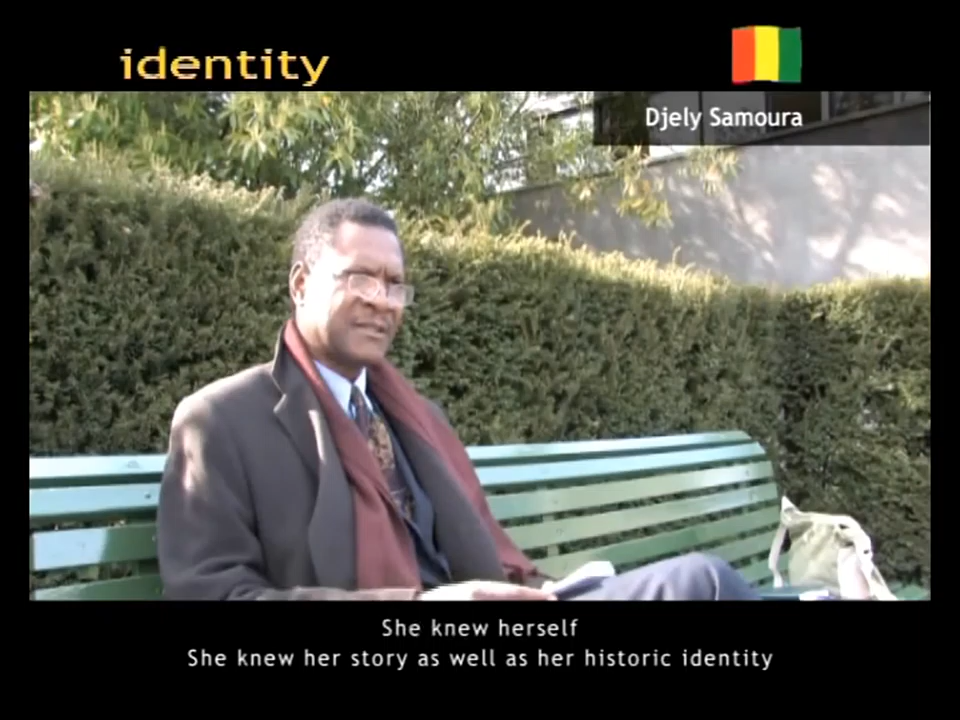 identity
Djely Samoura
She knew herself
She knew her story as well as her historic identity